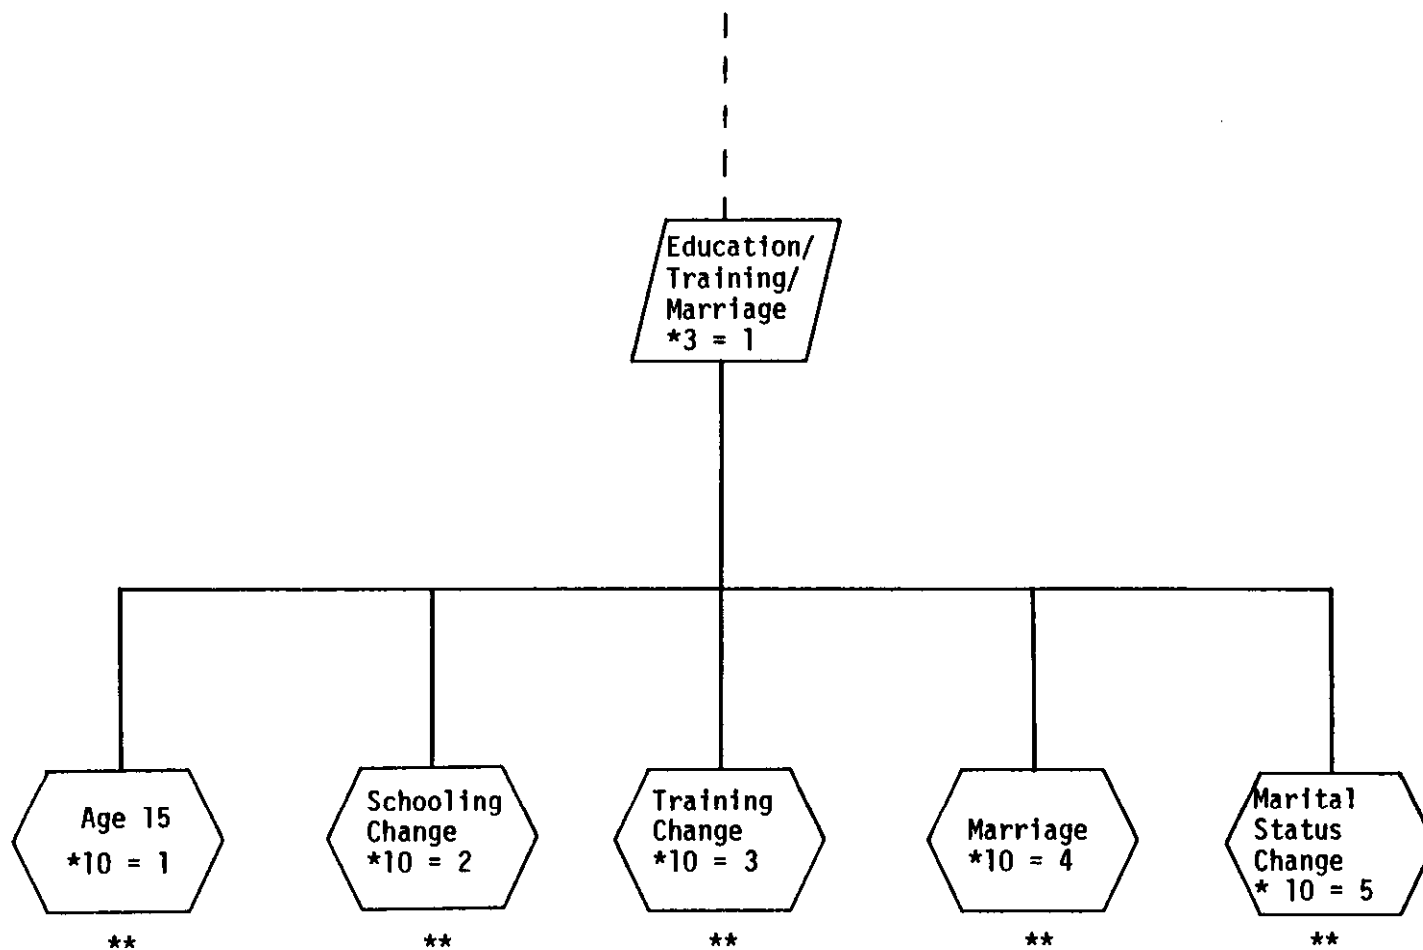 Education/
Training/
Marriage
*3 = 1
Age 15
*10 = 1
Schooling
Change
*10 = 2
Training
Change
*10 = 3
Marriage
*10 = 4
Marital
Status
Change
* 10 = 5
**
**
**
**
**